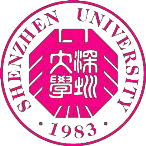 SHENZHEN UNIVERSITY
深圳
大學
· 1983 ·